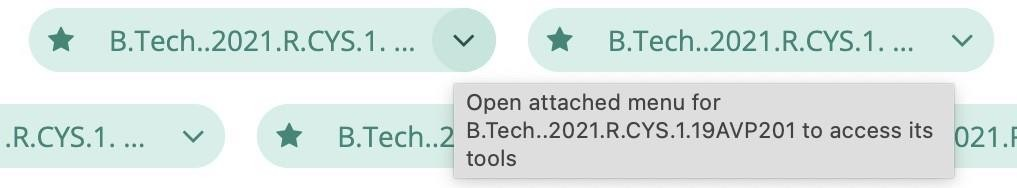 B.Tech..2021.R.CYS.1. ... B.Tech..2021.R.CYS.1. ...
.R.CYS.1. ... B.Tech..2 021.R
Open attached menu for
B.Tech..2021.R.CYS.1.19AVP201 to access its
tools